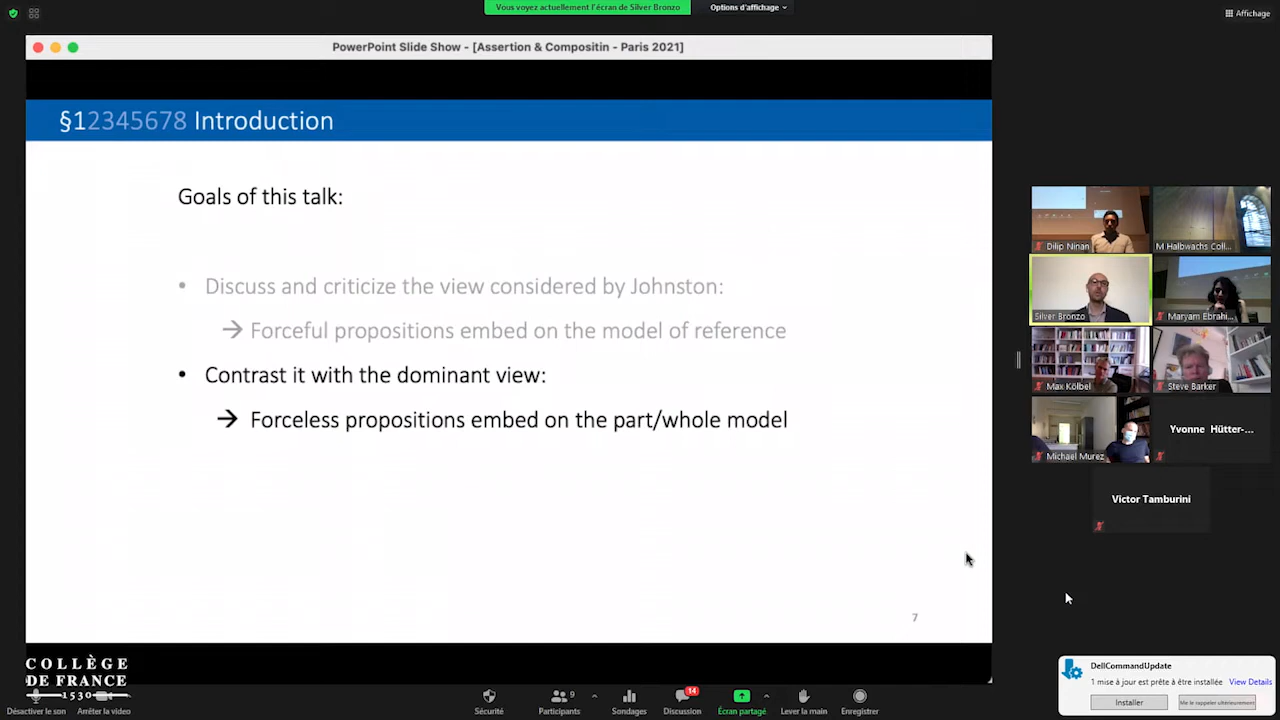 Vous voyez actuellement l'écran de Silver Bronzo
Options d'affichage
Affichage
PowerPoint Slide Show - [Assertion & Compositin - Paris 2021]
§12345678 Introduction
Goals of this talk:
• Discuss and criticize the view considered by Johnston:
→ Forceful propositions embed on the model of reference
• Contrast it with the dominant view:
→ Forceless propositions embed on the part/whole model
7
Dilip Ninan
M Halbwachs Coll...
Silver Bronzo
Maryam Ebrahi...
Max Kölbel
Steve Barker
Michael Murez
Yvonne Hütter-...
Victor Tamburini
COLLÈGE
DE FRANCE
1530
DellCommandUpdate
1 mise à jour est prête à être installée
View Details
Installer
Me le rappeler ultérieurement
Désactiver le son
Arrêter la vidéo
Sécurité
Participants
9
Sondages
Discussion
14
Écran partagé
Lever la main
Enregistrer